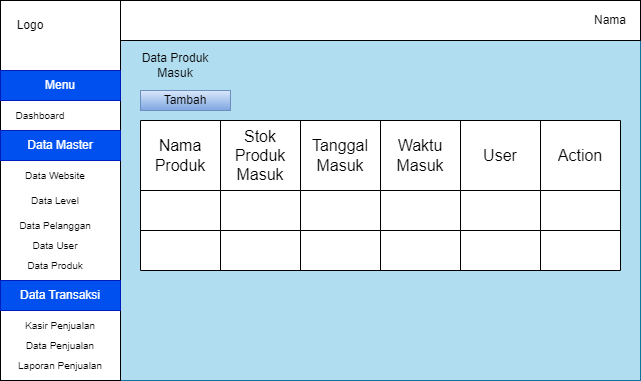 Logo
Nama
Menu
Dashboard
Data Master
Data Website
Data Level
Data Pelanggan
Data User
Data Produk
Data Transaksi
Kasir Penjualan
Data Penjualan
Laporan Penjualan
Data Produk
Masuk
Tambah
Nama
Produk
Stok
Produk
Masuk
Tanggal
Masuk
Waktu
Masuk
User
Action